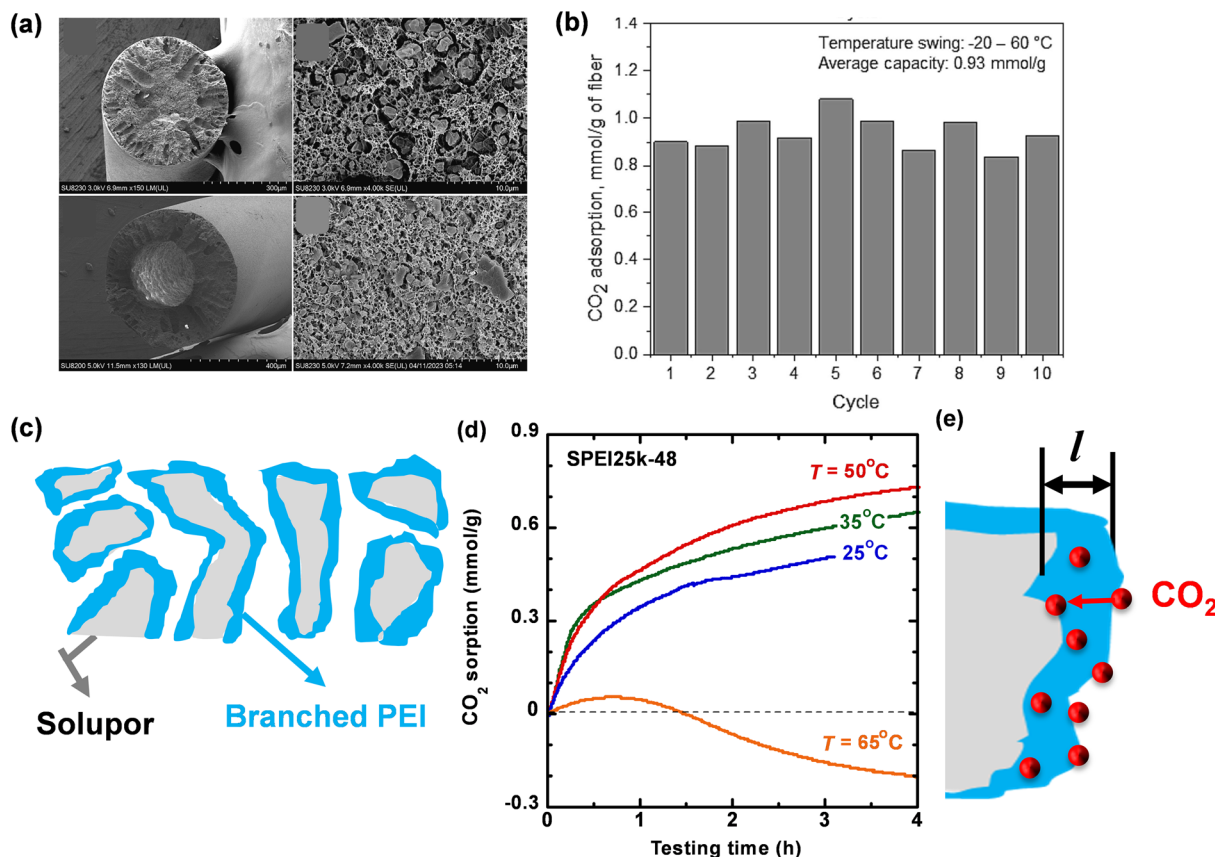 (a)
SU8230 3.0kV 6.9mm x150 LM(UL) 300µm
SU8230 3.0kV 6.9mm x4.00k SE(UL) 10.0µm
SU8200 5.0kV 11.5mm x130 LM(UL) 400µm
SU8230 5.0kV 7.2mm x4.00k SE(UL) 04/11/2023 05:14 10.0µm
(b)
Temperature swing: -20 – 60 °C
Average capacity: 0.93 mmol/g
CO2 adsorption, mmol/g of fiber
1.4
1.2
1.0
0.8
0.6
0.4
0.2
0.0
1 2 3 4 5 6 7 8 9 10
Cycle
(c)
Solupor
Branched PEI
(d)
SPEI25k-48
T = 50°C
35°C
25°C
T = 65°C
CO2 sorption (mmol/g)
0.9
0.6
0.3
0
-0.3
0 1 2 3 4
Testing time (h)
(e)
l
CO2